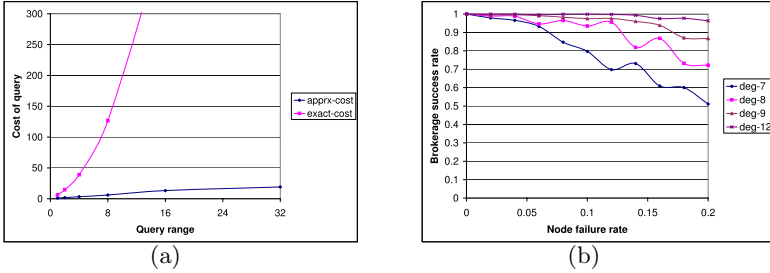 300
250
200
150
100
50
0
0 8 16 24 32
Cost of query
Query range
apprx-cost
exact-cost
(a)
1
0.9
0.8
0.7
0.6
0.5
0.4
0.3
0.2
0.1
0
0 0.05 0.1 0.15 0.2
Brokerage success rate
Node failure rate
deg-7
deg-8
deg-9
deg-12
(b)